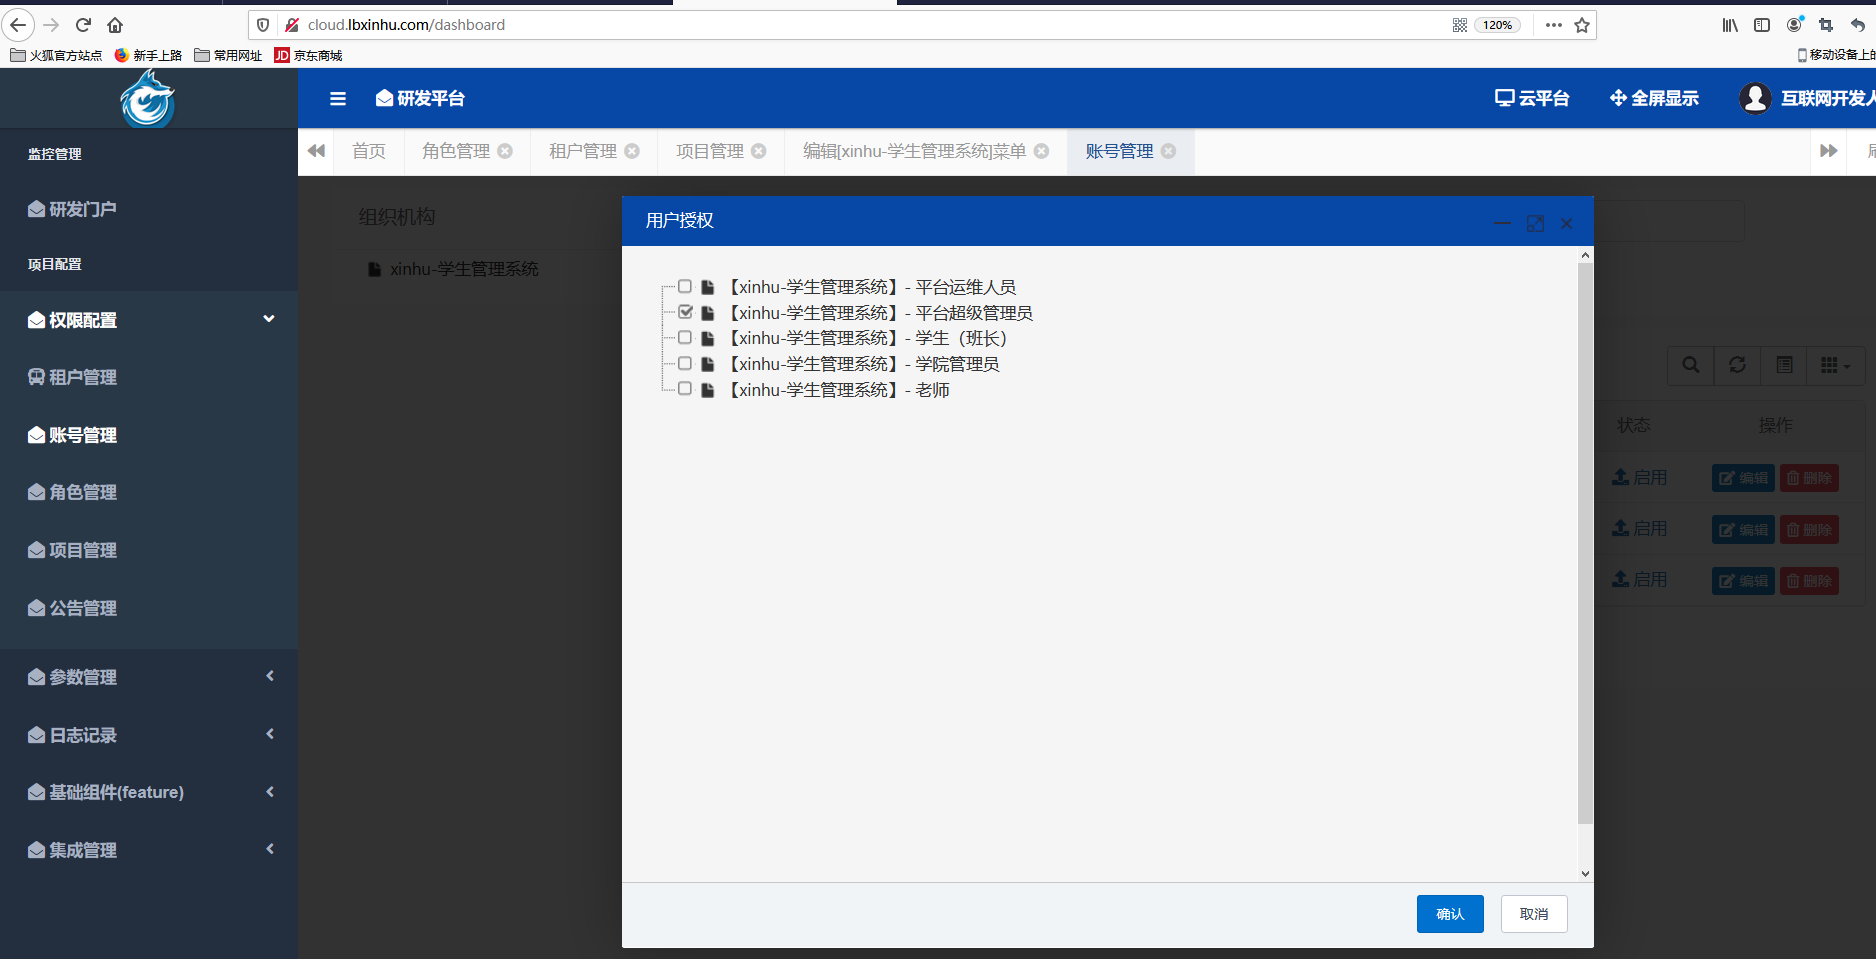 cloud.lbxinhu.com/dashboard
120%
火狐官方站点
新手上路
常用网址
JD 京东商城
移动设备上的
研发平台
云平台
全屏显示
互联网开发人
首页
角色管理
租户管理
项目管理
编辑[xinhu-学生管理系统]菜单
账号管理
监控管理
研发门户
项目配置
权限配置
租户管理
账号管理
角色管理
项目管理
公告管理
参数管理
日志记录
基础组件(feature)
集成管理
组织机构
xinhu-学生管理系统
用户授权
【xinhu-学生管理系统】- 平台运维人员
【xinhu-学生管理系统】- 平台超级管理员
【xinhu-学生管理系统】- 学生（班长）
【xinhu-学生管理系统】- 学院管理员
【xinhu-学生管理系统】- 老师
状态 操作
启用 编辑 删除
启用 编辑 删除
启用 编辑 删除
确认 取消